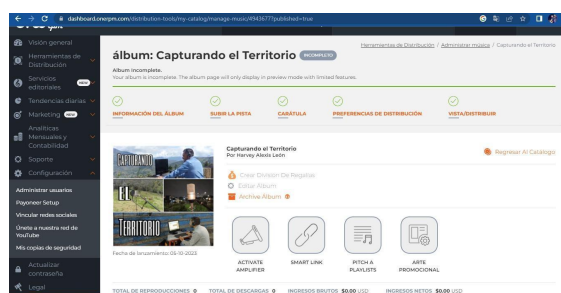 dashboard.onerpm.com/distribution-tools/my-catalog/manage-music/4943677?published=true
Visión general
Herramientas de
Distribución
Servicios
editoriales
NEW
Tendencias diarias
Marketing
NEW
Analíticas
Mensuales y
Contabilidad
Soporte
Configuración
Administrar usuarios
Payoneer Setup
Vincular redes sociales
Únete a nuestra red de
YouTube
Mis copias de seguridad
Actualizar
contraseña
Legal
Herramientas de Distribución / Administrar música / Capturando el Territorio
álbum: Capturando el Territorio INCOMPLETO
Album Incomplete.
Your album is incomplete. The album page will only display in preview mode with limited features.
INFORMACIÓN DEL ÁLBUM
SUBIR LA PISTA
CARÁTULA
PREFERENCIAS DE DISTRIBUCIÓN
VISTA/DISTRIBUIR
CAPTURANDO
EL
TERRITORIO
Fecha de lanzamiento: 06-10-2023
Capturando el Territorio
Por Harvey Alexis León
Regresar Al Catálogo
Crear División De Regalías
Editar Álbum
Archive Álbum
ACTIVATE
AMPLIFIER
SMART LINK
PITCH A
PLAYLISTS
ARTE
PROMOCIONAL
TOTAL DE REPRODUCCIONES 0
TOTAL DE DESCARGAS 0
INGRESOS BRUTOS $0.00 USD
INGRESOS NETOS $0.00 USD